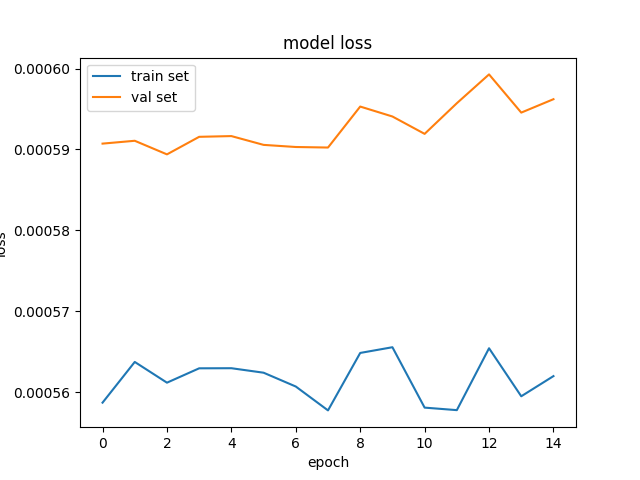 model loss
train set
val set
0.00060
0.00059
0.00058
0.00057
0.00056
loss
0 2 4 6 8 10 12 14
epoch